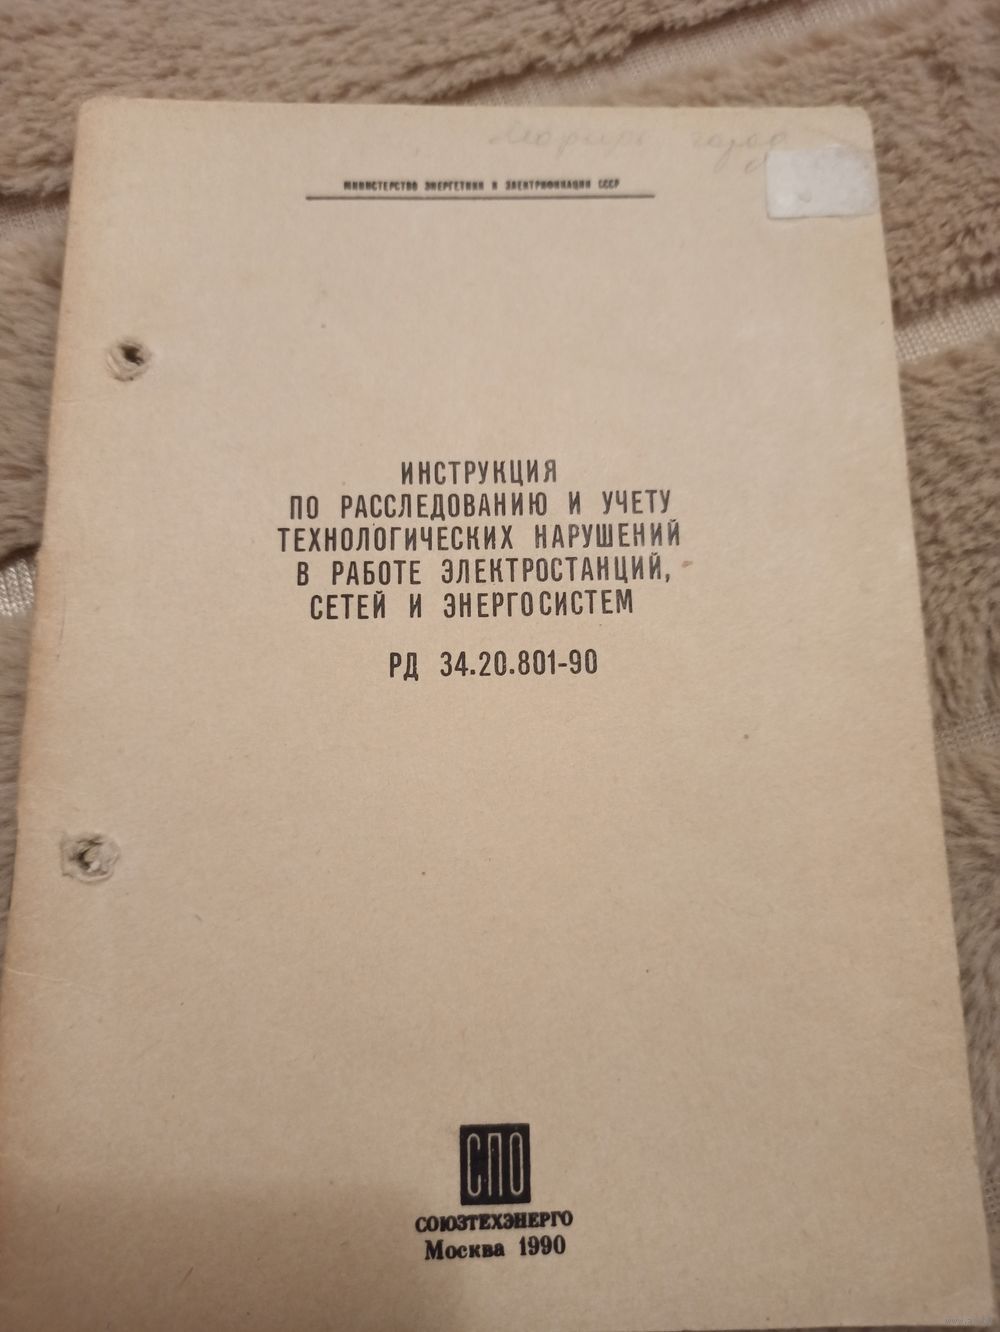 МИНИСТЕРСТВО ЭНЕРГЕТИКИ И ЭЛЕКТРИФИКАЦИИ СССР
ИНСТРУКЦИЯ
ПО РАССЛЕДОВАНИЮ И УЧЕТУ
ТЕХНОЛОГИЧЕСКИХ НАРУШЕНИЙ
В РАБОТЕ ЭЛЕКТРОСТАНЦИЙ,
СЕТЕЙ И ЭНЕРГОСИСТЕМ
РД 34.20.801-90
СПО
СОЮЗТЕХЭНЕРГО
Москва 1990